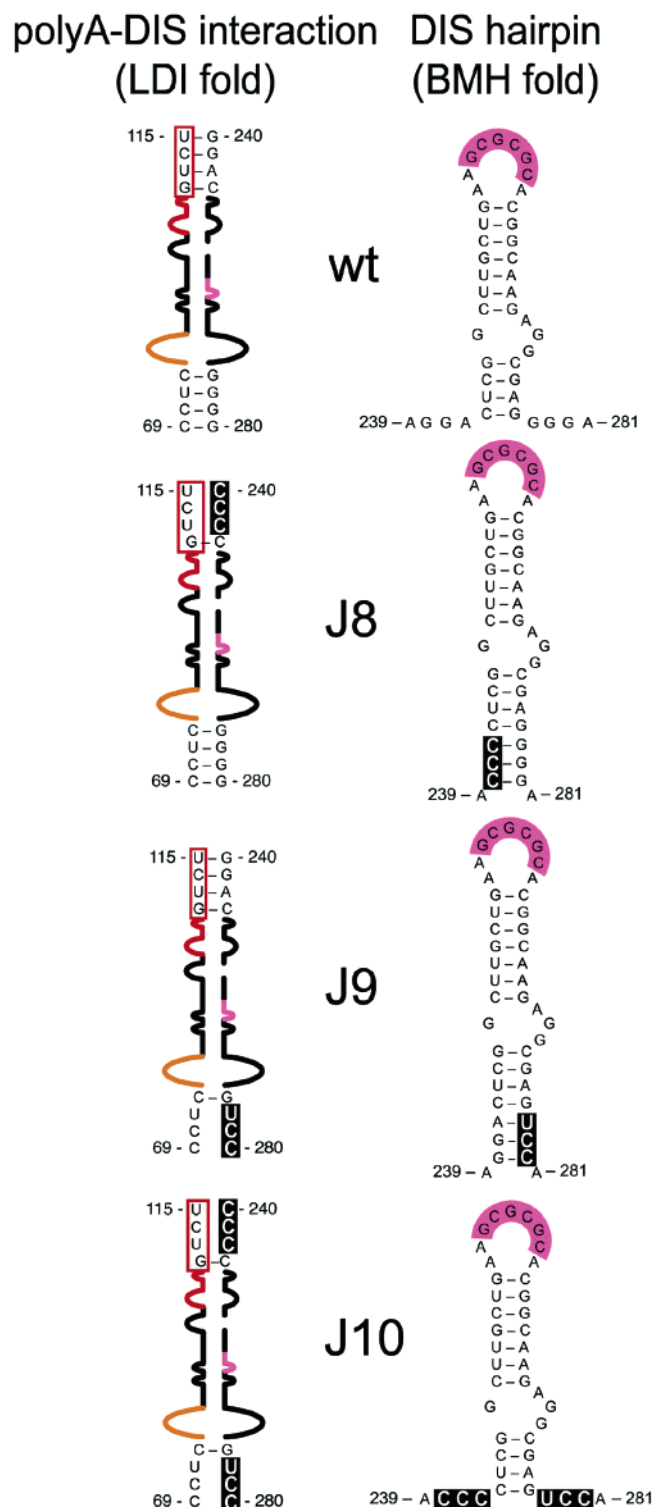 polyA-DIS interaction
(LDI fold)
DIS hairpin
(BMH fold)
115 - U – G - 240
C – G
U – A
G – C
C – G
U – G
C – G
69 - C – G - 280
wt
A G C G C G C A
A
G – C
U – G
C – G
G – C
U – A
U – A
C – G
G A
G
G
G – C
C – G
U – A
C – G
239 – A G G A G G G A – 281
115 - U C - 240
C C
U C
G – C
C – G
U – G
C – G
69 - C – G - 280
J8
A G C G C G C A
A
G – C
U – G
C – G
G – C
U – A
U – A
C – G
G A
G
G
G – C
C – G
U – A
C – G
C – G
C – G
C – G
239 – A A – 281
115 - U – G - 240
C – G
U – A
G – C
C – G
U U
C C
69 - C C - 280
J9
A G C G C G C A
A
G – C
U – G
C – G
G – C
U – A
U – A
C – G
G A
G
G
G – C
C – G
U – A
C – G
A – U
G – C
G – C
239 – A A – 281
115 - U C - 240
C C
U C
G – C
C – G
U U
C C
69 - C C - 280
J10
A G C G C G C A
A
G – C
U – G
C – G
G – C
U – A
U – A
C – G
G A
G
G
G – C
C – G
U – A
C – G
239 – A C C C U C C A – 281